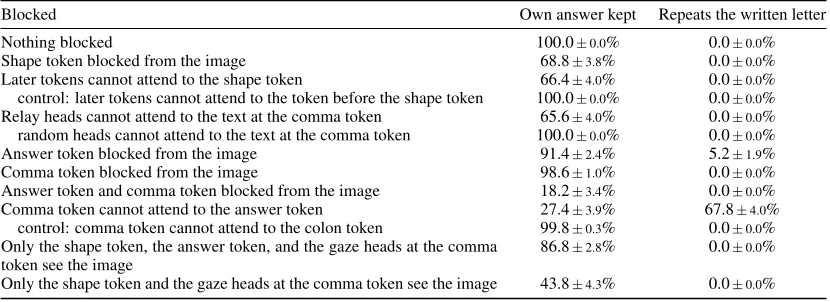 Blocked Own answer kept Repeats the written letter
Nothing blocked 100.0 ± 0.0% 0.0 ± 0.0%
Shape token blocked from the image 68.8 ± 3.8% 0.0 ± 0.0%
Later tokens cannot attend to the shape token 66.4 ± 4.0% 0.0 ± 0.0%
control: later tokens cannot attend to the token before the shape token 100.0 ± 0.0% 0.0 ± 0.0%
Relay heads cannot attend to the text at the comma token 65.6 ± 4.0% 0.0 ± 0.0%
random heads cannot attend to the text at the comma token 100.0 ± 0.0% 0.0 ± 0.0%
Answer token blocked from the image 91.4 ± 2.4% 5.2 ± 1.9%
Comma token blocked from the image 98.6 ± 1.0% 0.0 ± 0.0%
Answer token and comma token blocked from the image 18.2 ± 3.4% 0.0 ± 0.0%
Comma token cannot attend to the answer token 27.4 ± 3.9% 67.8 ± 4.0%
control: comma token cannot attend to the colon token 99.8 ± 0.3% 0.0 ± 0.0%
Only the shape token, the answer token, and the gaze heads at the comma 86.8 ± 2.8% 0.0 ± 0.0%
token see the image
Only the shape token and the gaze heads at the comma token see the image 43.8 ± 4.3% 0.0 ± 0.0%